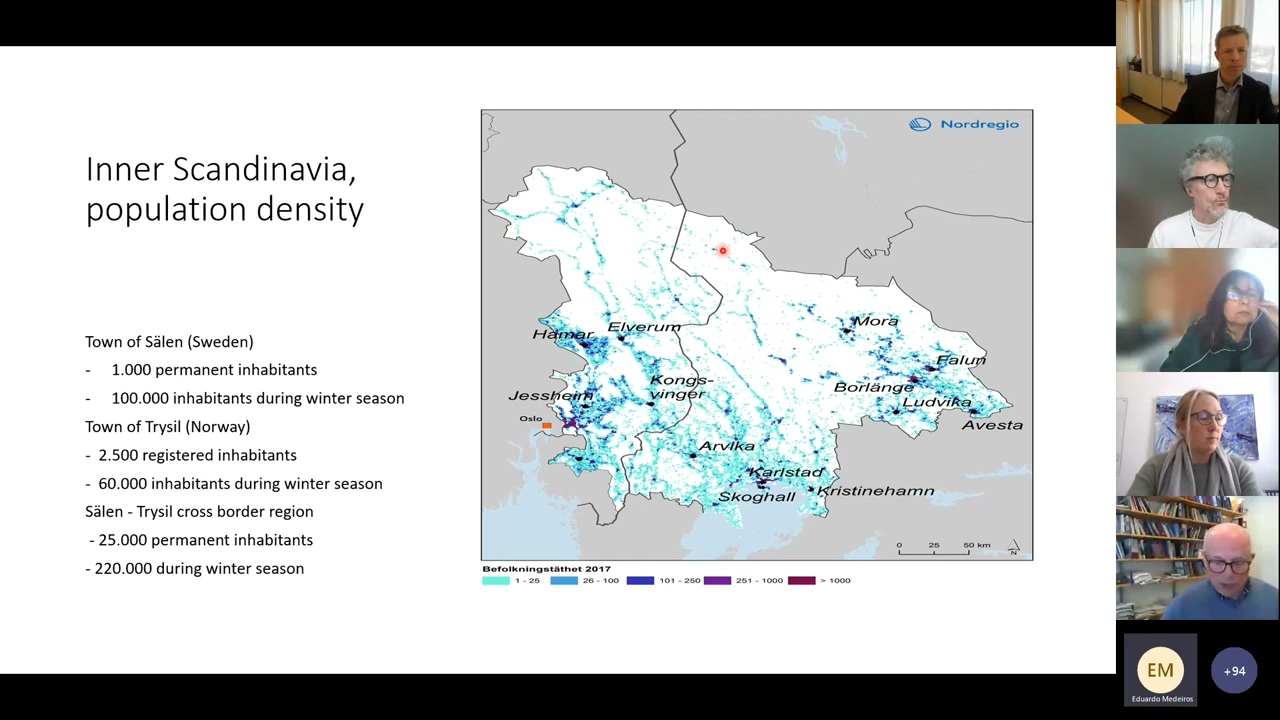 Inner Scandinavia,
population density
Town of Sälen (Sweden)
- 1.000 permanent inhabitants
- 100.000 inhabitants during winter season
Town of Trysil (Norway)
- 2.500 registered inhabitants
- 60.000 inhabitants during winter season
Sälen - Trysil cross border region
- 25.000 permanent inhabitants
- 220.000 during winter season
Nordregio
Hamar
Elverum
Mora
Falun
Borlänge
Kongs-
vinger
Jessheim
Ludvika
Oslo
Avesta
Arvika
Karlstad
Skoghall
Kristinehamn
0 25 50 km
N
Befolkningstäthet 2017
1 - 25 26 - 100 101 - 250 251 - 1000 > 1000
EM
Eduardo Medeiros
+94